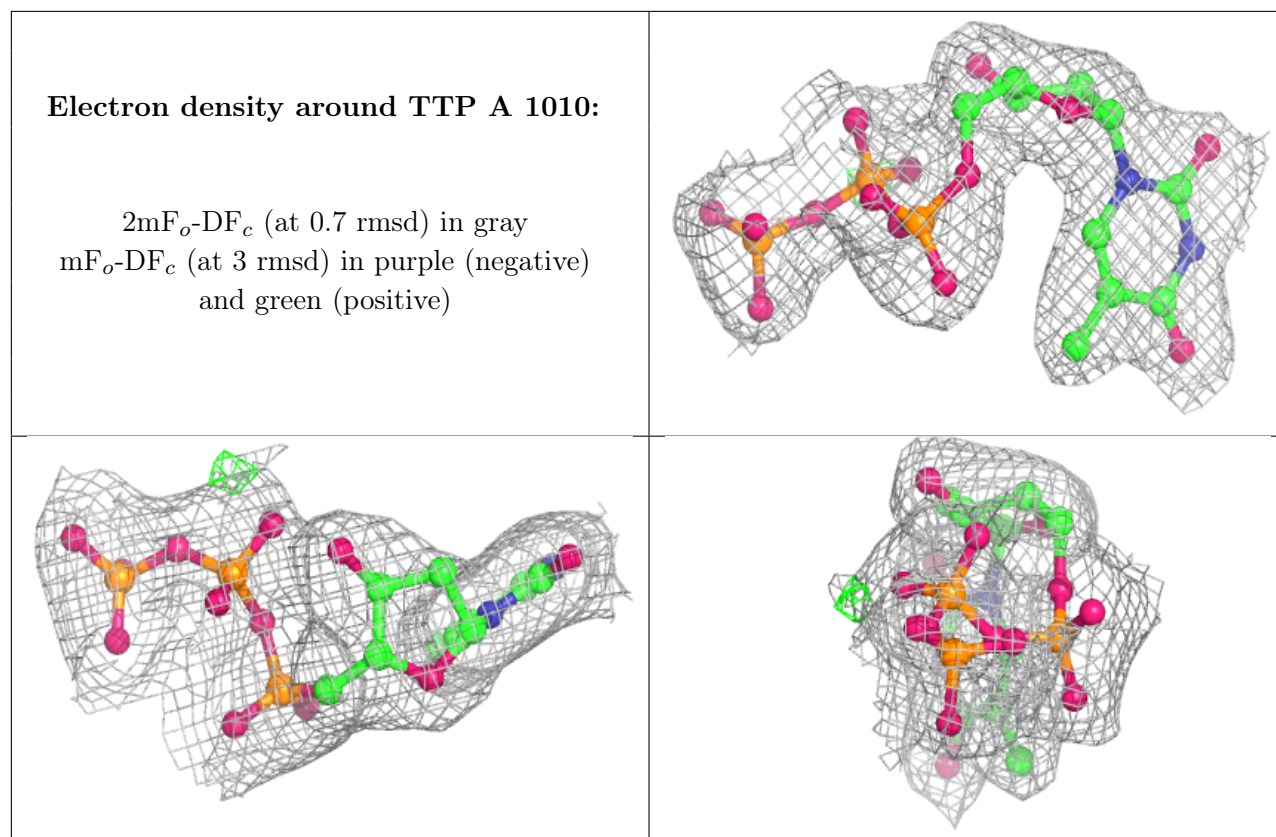 Electron density around TTP A 1010:
2mFo-DFc (at 0.7 rmsd) in gray
mFo-DFc (at 3 rmsd) in purple (negative)
and green (positive)